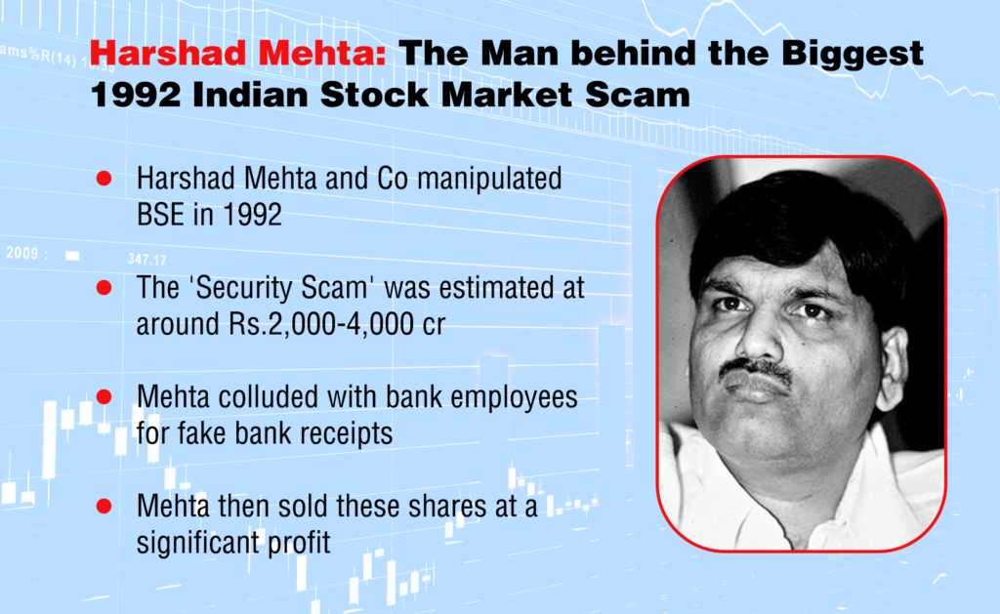 Harshad Mehta: The Man behind the Biggest
1992 Indian Stock Market Scam
ams%R(14)
Harshad Mehta and Co manipulated
BSE in 1992
2009 :
347.17
The 'Security Scam' was estimated at
around Rs.2,000-4,000 cr
Mehta colluded with bank employees
for fake bank receipts
Mehta then sold these shares at a
significant profit